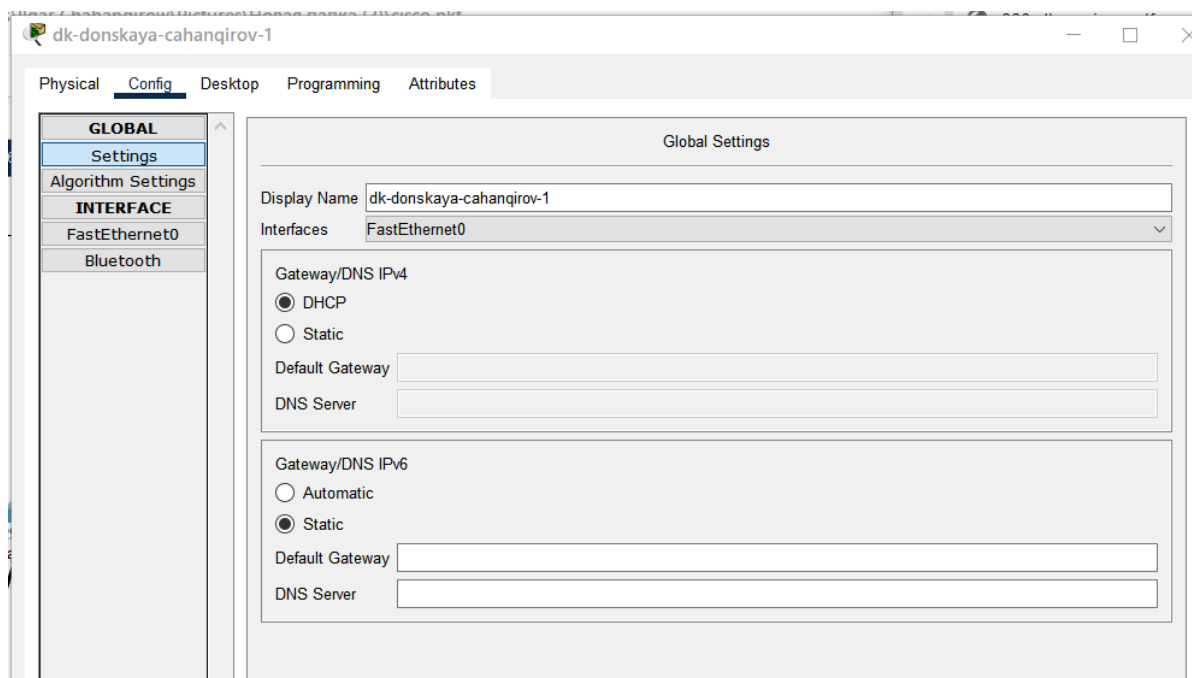 dk-donskaya-cahanqirov-1
Physical Config Desktop Programming Attributes
GLOBAL
Settings
Algorithm Settings
INTERFACE
FastEthernet0
Bluetooth
Global Settings
Display Name dk-donskaya-cahanqirov-1
Interfaces FastEthernet0
Gateway/DNS IPv4
DHCP
Static
Default Gateway
DNS Server
Gateway/DNS IPv6
Automatic
Static
Default Gateway
DNS Server